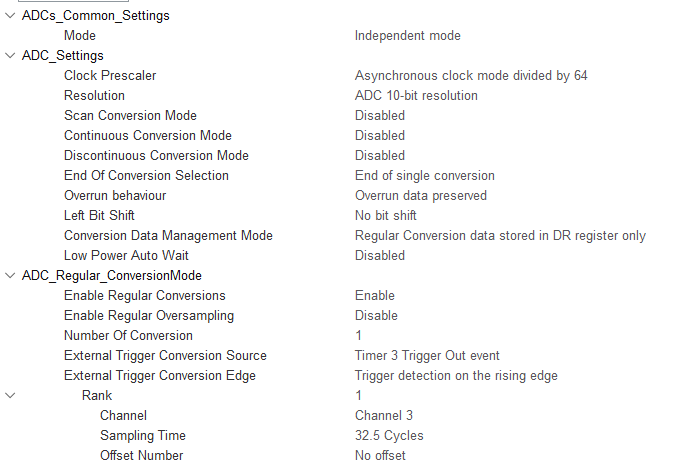 ADCs_Common_Settings
Mode Independent mode
ADC_Settings
Clock Prescaler Asynchronous clock mode divided by 64
Resolution ADC 10-bit resolution
Scan Conversion Mode Disabled
Continuous Conversion Mode Disabled
Discontinuous Conversion Mode Disabled
End Of Conversion Selection End of single conversion
Overrun behaviour Overrun data preserved
Left Bit Shift No bit shift
Conversion Data Management Mode Regular Conversion data stored in DR register only
Low Power Auto Wait Disabled
ADC_Regular_ConversionMode
Enable Regular Conversions Enable
Enable Regular Oversampling Disable
Number Of Conversion 1
External Trigger Conversion Source Timer 3 Trigger Out event
External Trigger Conversion Edge Trigger detection on the rising edge
Rank 1
Channel Channel 3
Sampling Time 32.5 Cycles
Offset Number No offset